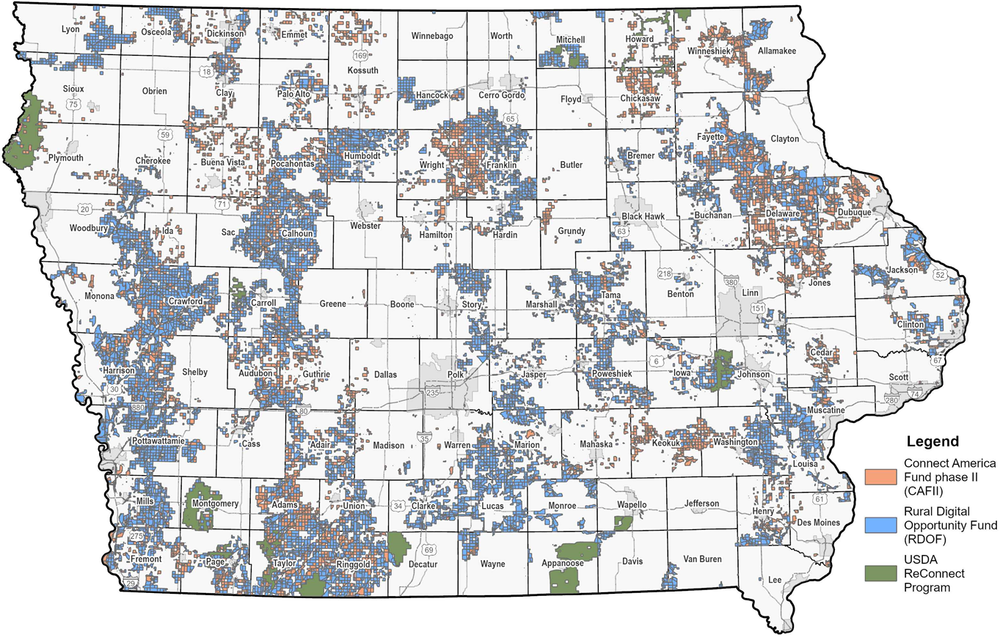 Lyon
Osceola
Dickinson
Emmet
Winnebago
Worth
Mitchell
Howard
Winneshiek
Allamakee
169
Kossuth
18
Sioux
75
Obrien
Clay
Palo Alto
Hancock
Cerro Gordo
Floyd
Chickasaw
65
59
Plymouth
Cherokee
Buena Vista
Pocahontas
Humboldt
Wright
Franklin
Butler
Bremer
Fayette
Clayton
20
71
Woodbury
Ida
Sac
Calhoun
Webster
Hamilton
Hardin
Grundy
Black Hawk
63
Buchanan
Delaware
Dubuque
Monona
Crawford
Carroll
Greene
Boone
Story
Marshall
Tama
218
Benton
380
Linn
151
Jones
Jackson
52
Clinton
Harrison
30
880
Shelby
Audubon
Guthrie
80
Dallas
Polk
235
Jasper
Poweshiek
6
Iowa
Johnson
Cedar
67
Scott
280
74
Muscatine
Pottawattamie
Cass
Adair
Madison
35
Warren
Marion
Mahaska
Keokuk
Washington
Louisa
Mills
Montgomery
Adams
Union
34
Clarke
Lucas
Monroe
Wapello
Jefferson
Henry
61
Des Moines
275
Fremont
29
Page
Taylor
Ringgold
69
Decatur
Wayne
Appanoose
Davis
Van Buren
Lee
Legend
Connect America
Fund phase II
(CAFII)
Rural Digital
Opportunity Fund
(RDOF)
USDA
ReConnect
Program